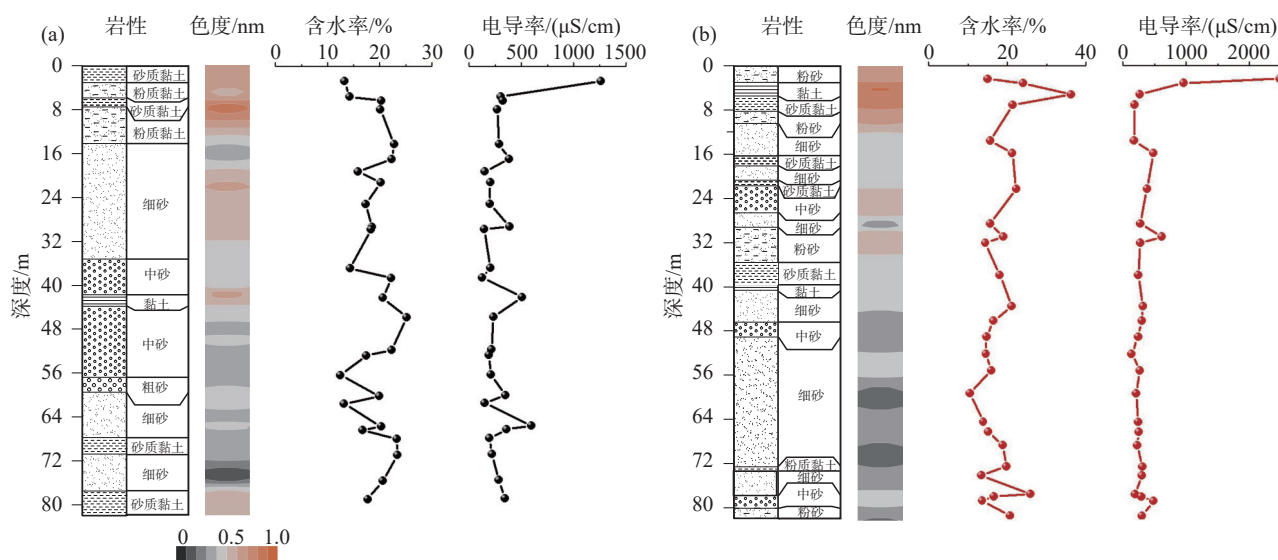 (a) 岩性 色度/nm 含水率/% 电导率/(μS/cm)
0 10 20 30
0 500 1000 1500
深度/m
0
8
16
24
32
40
48
56
64
72
80
砂质黏土
粉质黏土
砂质黏土
粉质黏土
细砂
中砂
黏土
中砂
粗砂
细砂
砂质黏土
细砂
砂质黏土
0 0.5 1.0
(b) 岩性 色度/nm 含水率/% 电导率/(μS/cm)
0 20 40
0 1000 2000
深度/m
0
8
16
24
32
40
48
56
64
72
80
粉砂
黏土
砂质黏土
粉砂
细砂
砂质黏土
细砂
砂质黏土
中砂
细砂
粉砂
砂质黏土
黏土
细砂
中砂
细砂
粉质黏土
细砂
中砂
粉砂